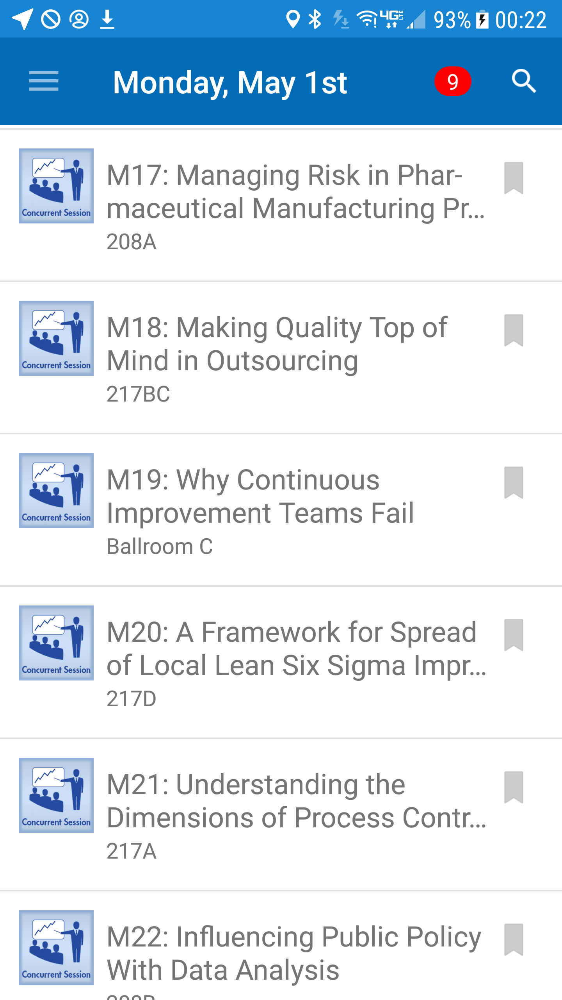 4G LTE 93% 00:22
Monday, May 1st 9
Concurrent Session
M17: Managing Risk in Phar-
maceutical Manufacturing Pr...
208A
Concurrent Session
M18: Making Quality Top of
Mind in Outsourcing
217BC
Concurrent Session
M19: Why Continuous
Improvement Teams Fail
Ballroom C
Concurrent Session
M20: A Framework for Spread
of Local Lean Six Sigma Impr...
217D
Concurrent Session
M21: Understanding the
Dimensions of Process Contr...
217A
Concurrent Session
M22: Influencing Public Policy
With Data Analysis